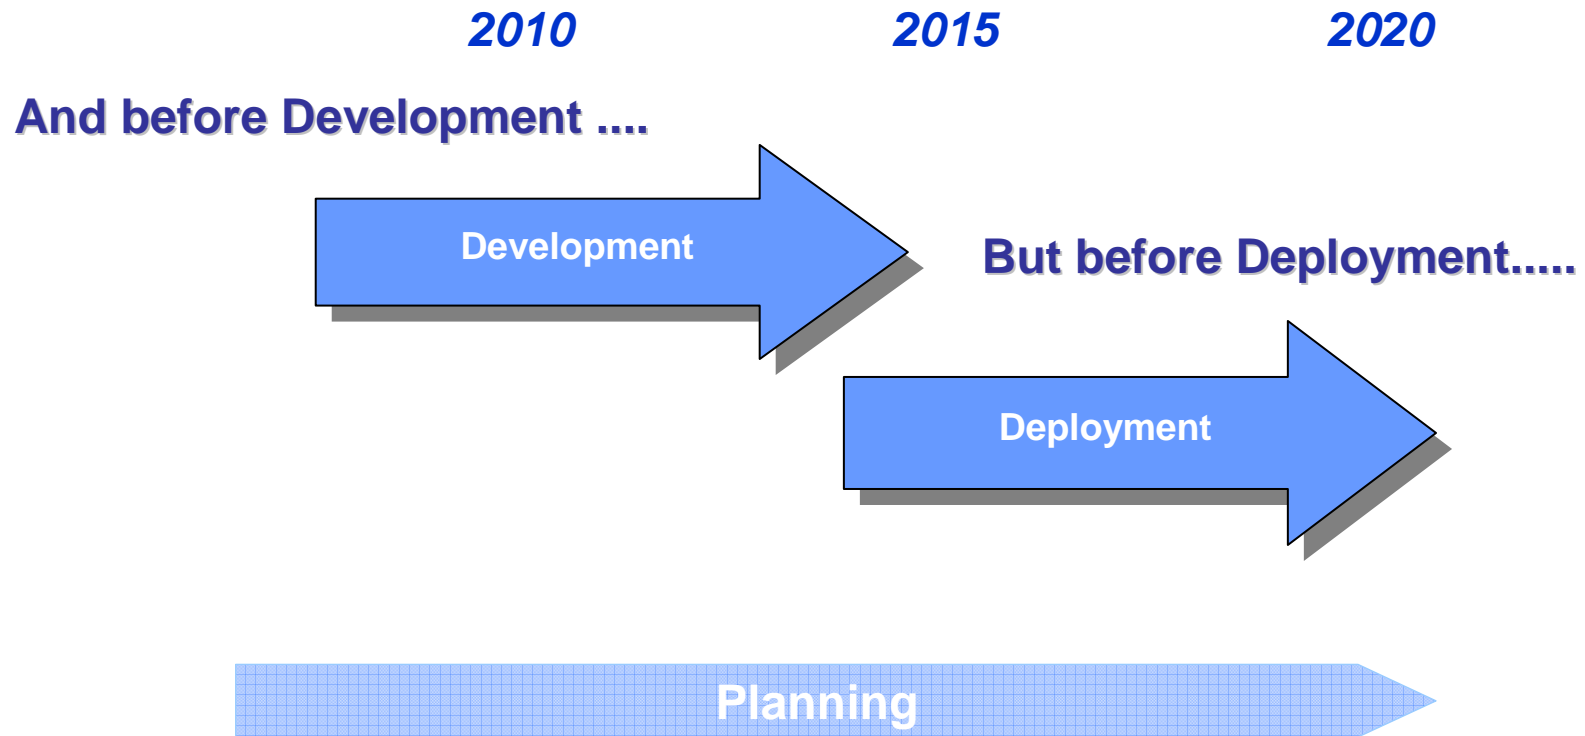 2010 2015 2020
And before Development ....
Development
But before Deployment.....
Deployment
Planning